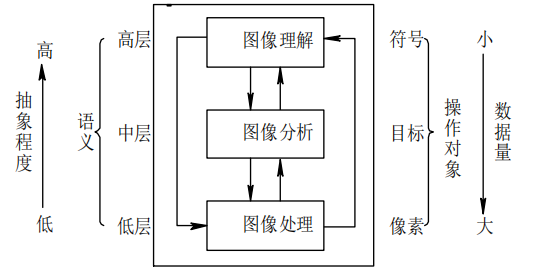 高 高层 图像理解 符号 小
抽象程度 语义 中层 图像分析 目标 操作对象 数据量
低 低层 图像处理 像素 大